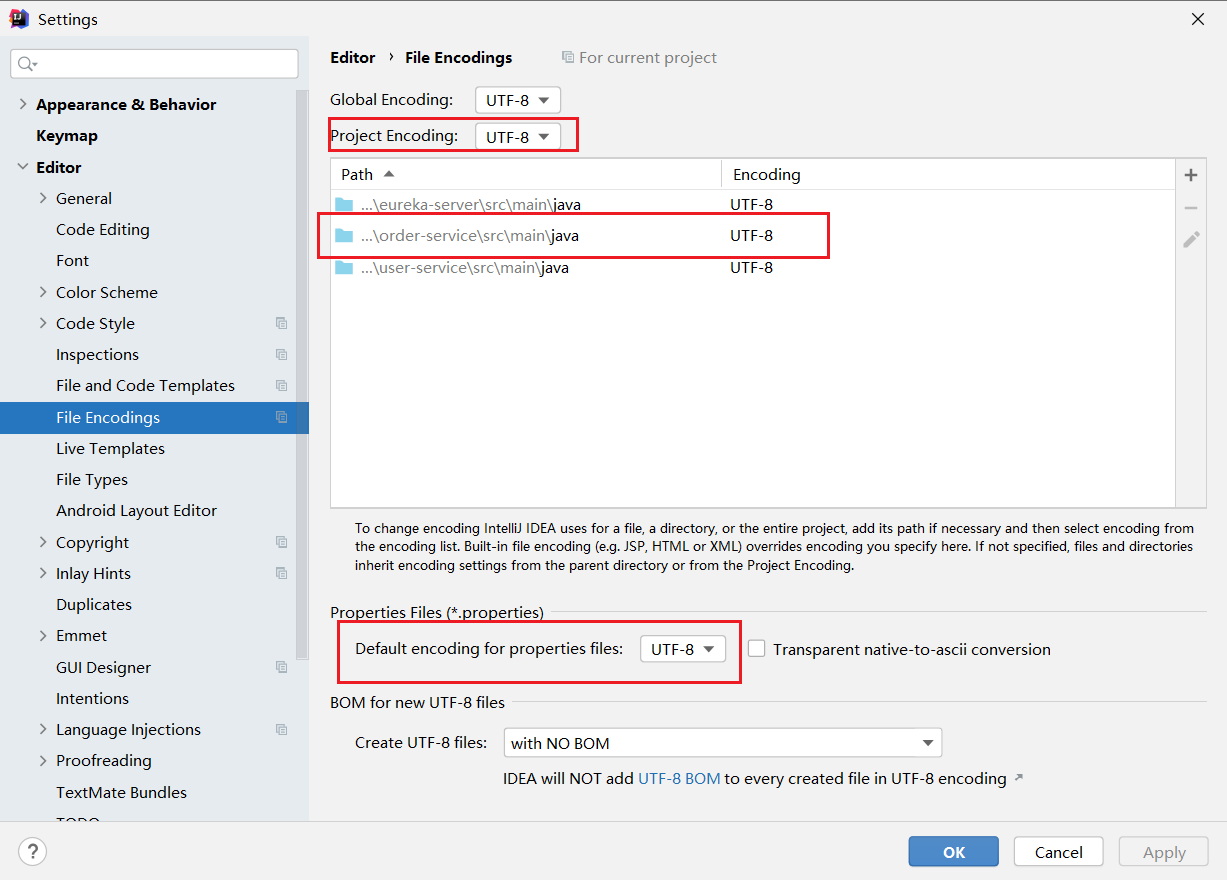 Settings
Editor › File Encodings For current project
Appearance & Behavior
Keymap
Editor
General
Code Editing
Font
Color Scheme
Code Style
Inspections
File and Code Templates
File Encodings
Live Templates
File Types
Android Layout Editor
Copyright
Inlay Hints
Duplicates
Emmet
GUI Designer
Intentions
Language Injections
Proofreading
TextMate Bundles
TODO
Global Encoding: UTF-8
Project Encoding: UTF-8
Path Encoding
...\eureka-server\src\main\java UTF-8
...\order-service\src\main\java UTF-8
...\user-service\src\main\java UTF-8
To change encoding IntelliJ IDEA uses for a file, a directory, or the entire project, add its path if necessary and then select encoding from
the encoding list. Built-in file encoding (e.g. JSP, HTML or XML) overrides encoding you specify here. If not specified, files and directories
inherit encoding settings from the parent directory or from the Project Encoding.
Properties Files (*.properties)
Default encoding for properties files: UTF-8 Transparent native-to-ascii conversion
BOM for new UTF-8 files
Create UTF-8 files: with NO BOM
IDEA will NOT add UTF-8 BOM to every created file in UTF-8 encoding ↗
? OK Cancel Apply